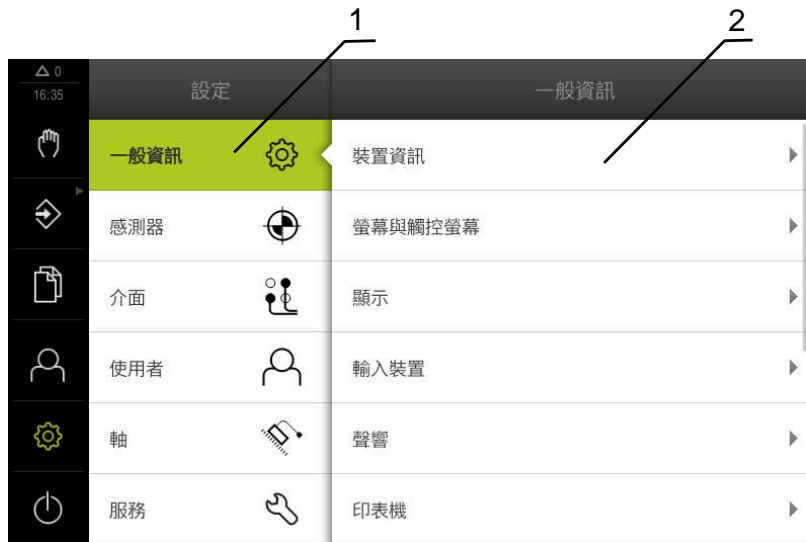 1 2
0
16:35
設定
一般資訊
一般資訊
感測器
介面
使用者
軸
服務
裝置資訊
螢幕與觸控螢幕
顯示
輸入裝置
聲響
印表機